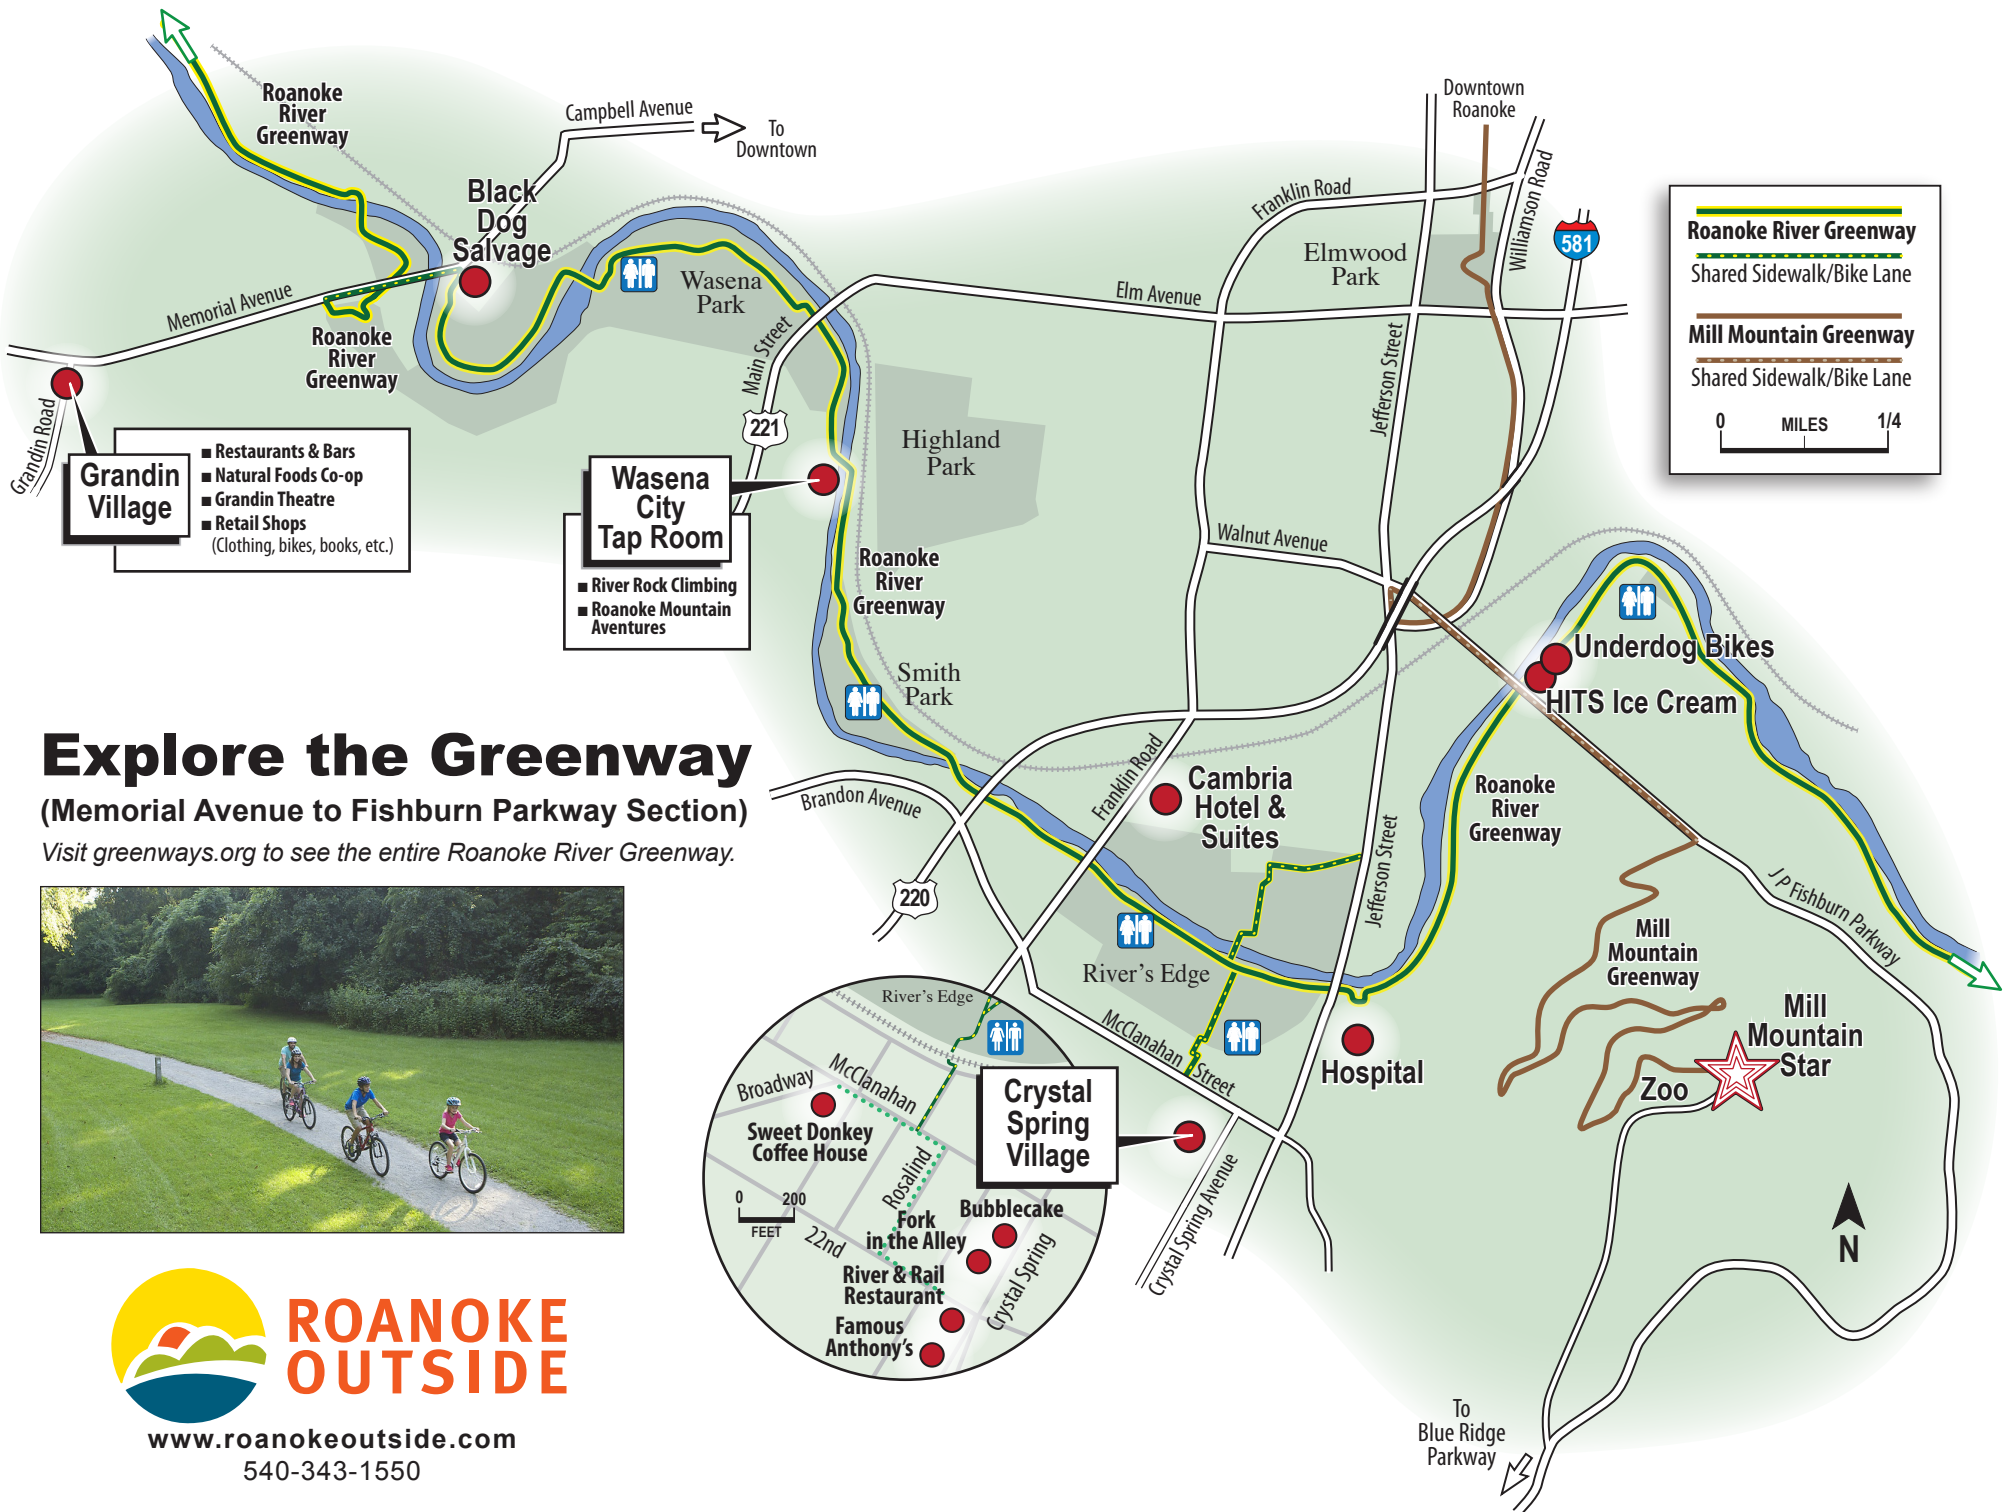 Roanoke
River
Greenway
Campbell Avenue
To
Downtown
Black
Dog
Salvage
Memorial Avenue
Roanoke
River
Greenway
Wasena
Park
Main Street
221
Grandin Road
Grandin
Village
■ Restaurants & Bars
■ Natural Foods Co-op
■ Grandin Theatre
■ Retail Shops
(Clothing, bikes, books, etc.)
Wasena
City
Tap Room
■ River Rock Climbing
■ Roanoke Mountain
Aventures
Highland
Park
Roanoke
River
Greenway
Smith
Park
Downtown
Roanoke
Franklin Road
Williamson Road
581
Elmwood
Park
Elm Avenue
Jefferson Street
Walnut Avenue
Roanoke River Greenway
Shared Sidewalk/Bike Lane
Mill Mountain Greenway
Shared Sidewalk/Bike Lane
0 MILES 1/4
Underdog Bikes
HITS Ice Cream
Explore the Greenway
(Memorial Avenue to Fishburn Parkway Section)
Visit greenways.org to see the entire Roanoke River Greenway.
Brandon Avenue
220
Franklin Road
Cambria
Hotel &
Suites
Jefferson Street
Roanoke
River
Greenway
J P Fishburn Parkway
River's Edge
McClanahan Street
Hospital
Mill
Mountain
Greenway
Mill
Mountain
Star
Zoo
Crystal Spring Avenue
Crystal
Spring
Village
River's Edge
McClanahan
Broadway
Sweet Donkey
Coffee House
Rosalind
0 200
FEET
22nd
Bubblecake
Fork
in the Alley
River & Rail
Restaurant
Famous
Anthony's
Crystal Spring
N
To
Blue Ridge
Parkway
ROANOKE
OUTSIDE
www.roanokeoutside.com
540-343-1550